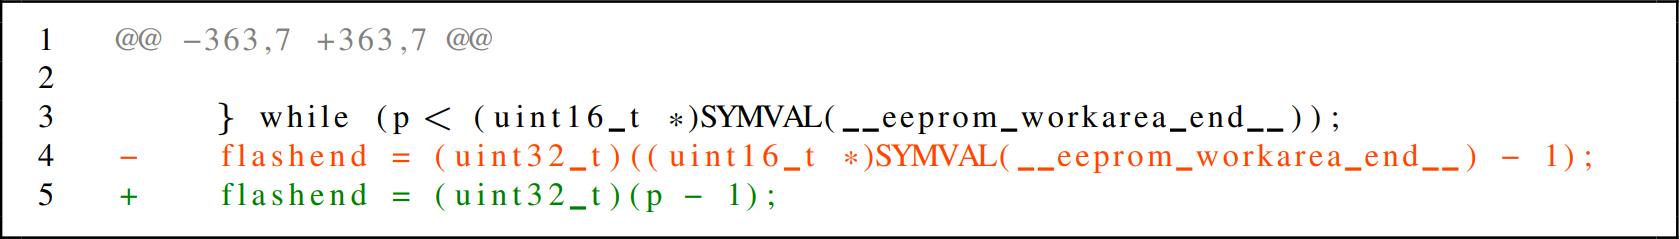 1 @@ -363,7 +363,7 @@
2
3 } while (p < (uint16_t *)SYMVAL(__eeprom_workarea_end__));
4 - flashend = (uint32_t)((uint16_t *)SYMVAL(__eeprom_workarea_end__) - 1);
5 + flashend = (uint32_t)(p - 1);